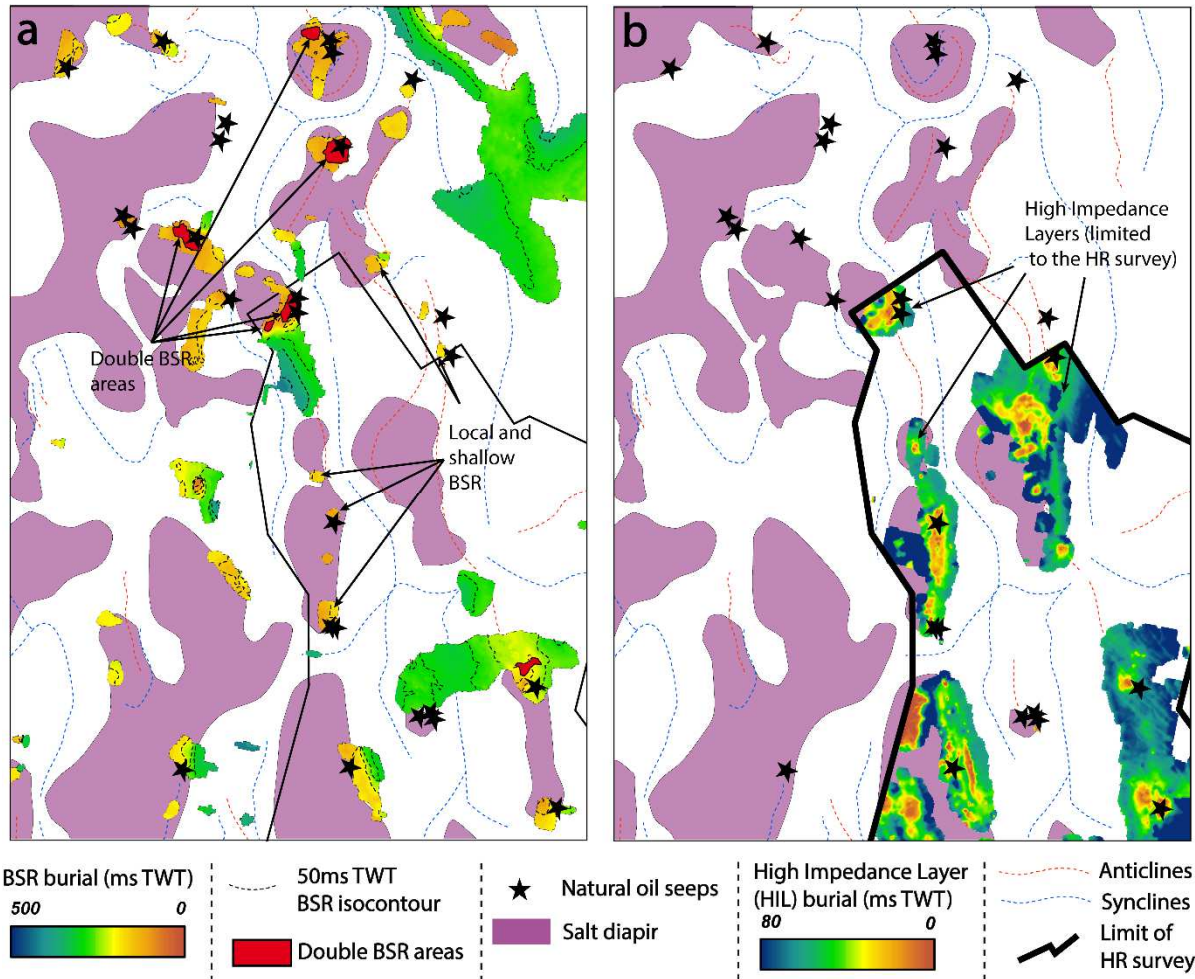 a
b
Double BSR
areas
Local and
shallow
BSR
High Impedance
Layers (limited
to the HR survey)
BSR burial (ms TWT)
500
0
50ms TWT
BSR isocontour
Double BSR areas
Natural oil seeps
Salt diapir
High Impedance Layer
(HIL) burial (ms TWT)
80
0
Anticlines
Synclines
Limit of
HR survey